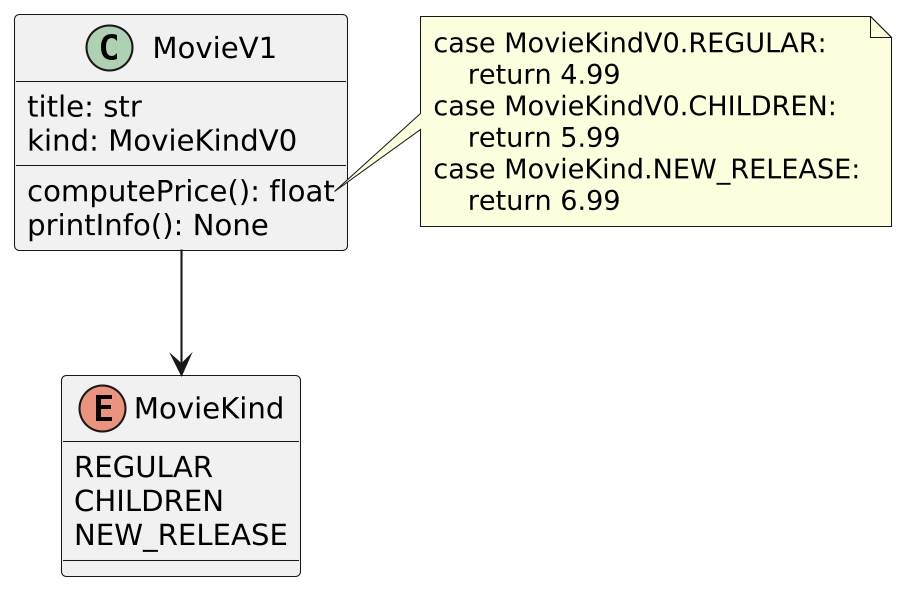 C MovieV1
title: str
kind: MovieKindV0
computePrice(): float
printInfo(): None
case MovieKindV0.REGULAR:
return 4.99
case MovieKindV0.CHILDREN:
return 5.99
case MovieKind.NEW_RELEASE:
return 6.99
E MovieKind
REGULAR
CHILDREN
NEW_RELEASE